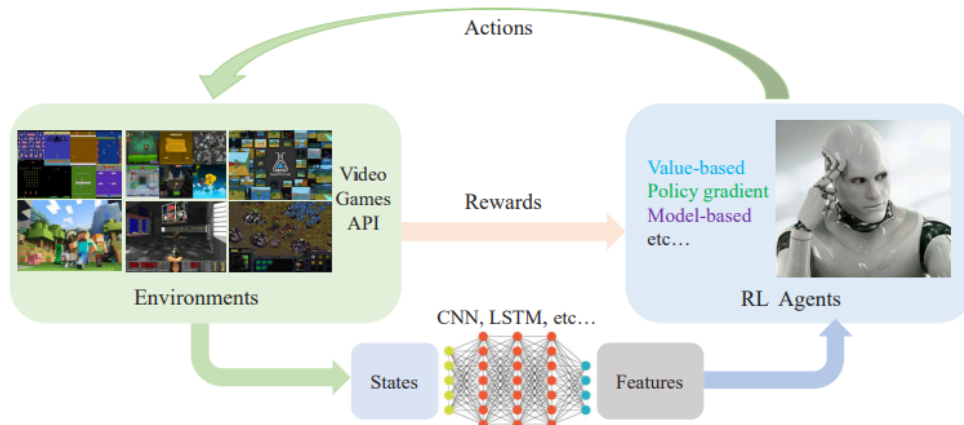 Actions
Video
Games
API
Environments
Rewards
Value-based
Policy gradient
Model-based
etc…
RL Agents
CNN, LSTM, etc…
States
Features